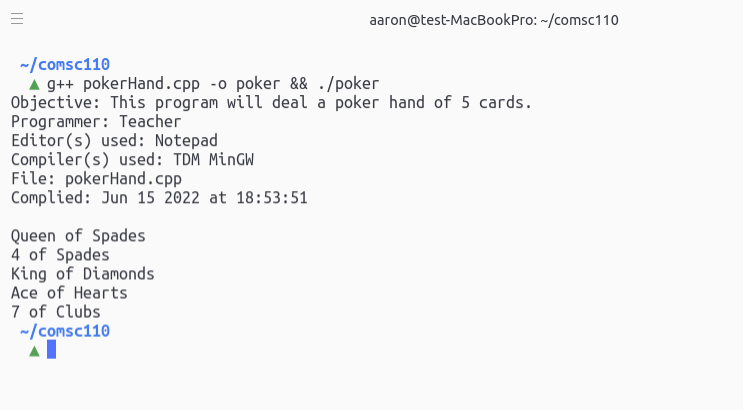 aaron@test-MacBookPro: ~/comsc110
~/comsc110
▲ g++ pokerHand.cpp -o poker && ./poker
Objective: This program will deal a poker hand of 5 cards.
Programmer: Teacher
Editor(s) used: Notepad
Compiler(s) used: TDM MinGW
File: pokerHand.cpp
Complied: Jun 15 2022 at 18:53:51
Queen of Spades
4 of Spades
King of Diamonds
Ace of Hearts
7 of Clubs
~/comsc110
▲